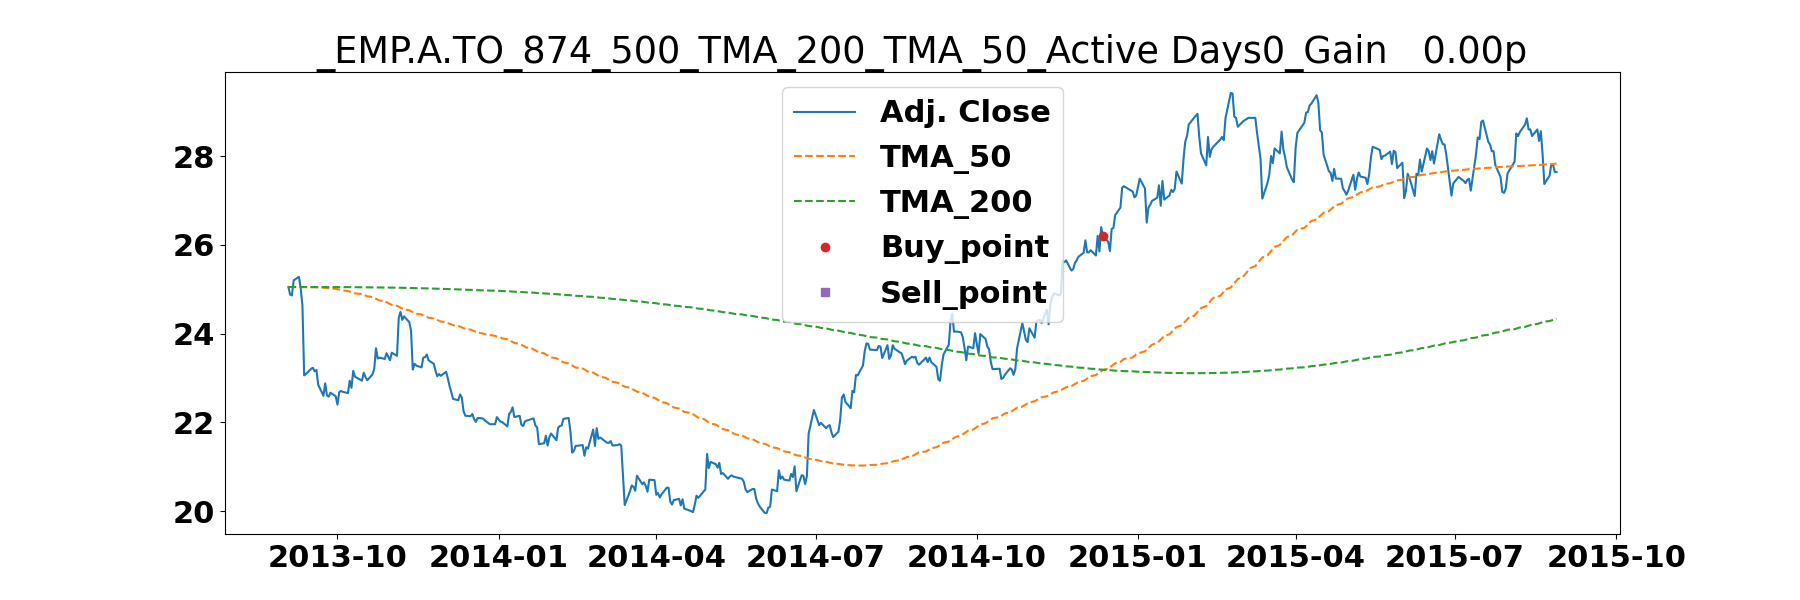 _EMP.A.TO_874_500_TMA_200_TMA_50_Active Days0_Gain   0.00p
Adj. Close
TMA_50
TMA_200
Buy_point
Sell_point
28
26
24
22
20
2013-10 2014-01 2014-04 2014-07 2014-10 2015-01 2015-04 2015-07 2015-10